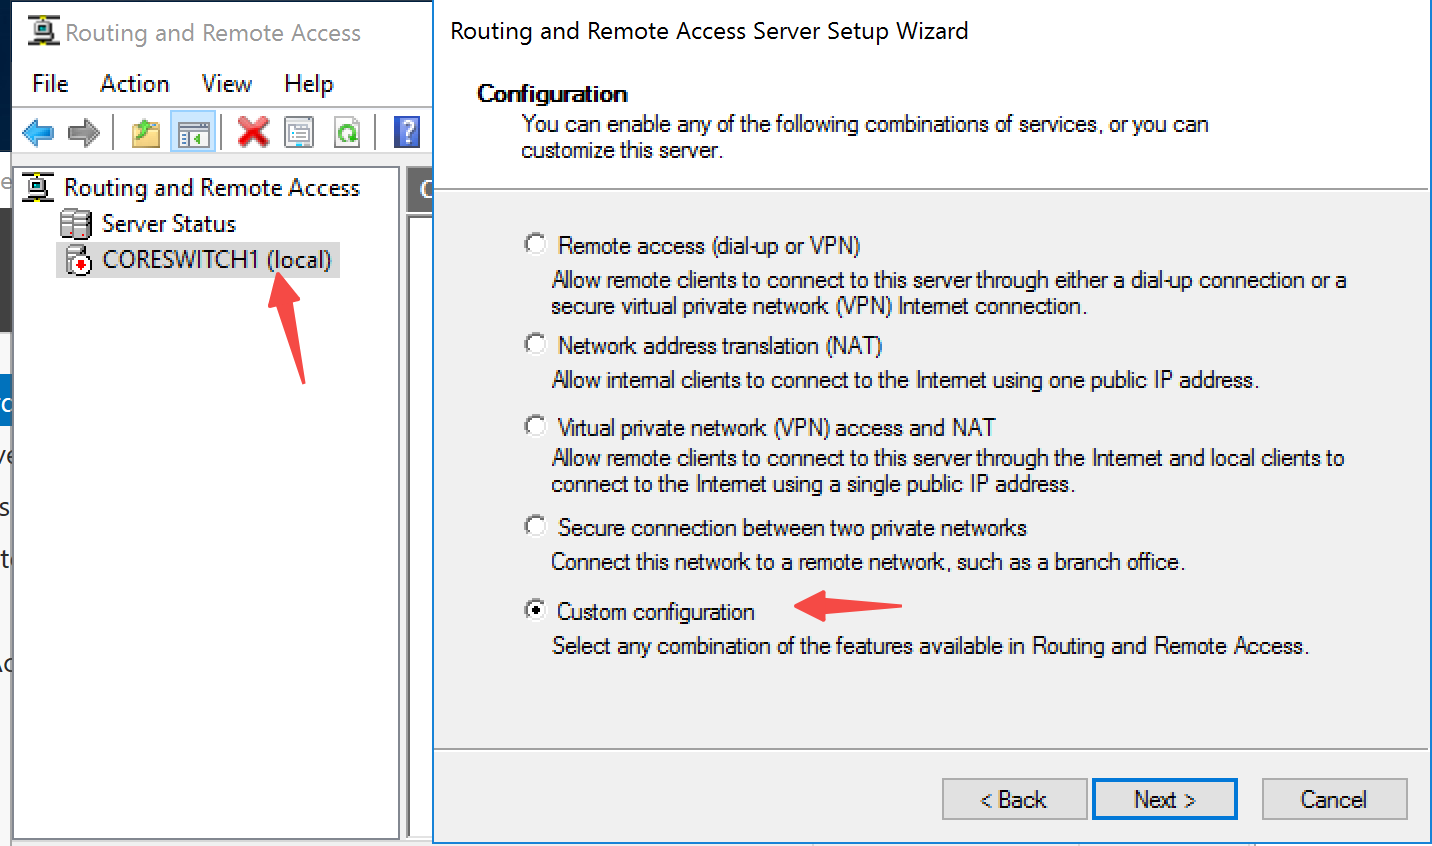 Routing and Remote Access
File Action View Help
Routing and Remote Access
Server Status
CORESWITCH1 (local)
Routing and Remote Access Server Setup Wizard
Configuration
You can enable any of the following combinations of services, or you can
customize this server.
Remote access (dial-up or VPN)
Allow remote clients to connect to this server through either a dial-up connection or a
secure virtual private network (VPN) Internet connection.
Network address translation (NAT)
Allow internal clients to connect to the Internet using one public IP address.
Virtual private network (VPN) access and NAT
Allow remote clients to connect to this server through the Internet and local clients to
connect to the Internet using a single public IP address.
Secure connection between two private networks
Connect this network to a remote network, such as a branch office.
Custom configuration
Select any combination of the features available in Routing and Remote Access.
< Back
Next >
Cancel